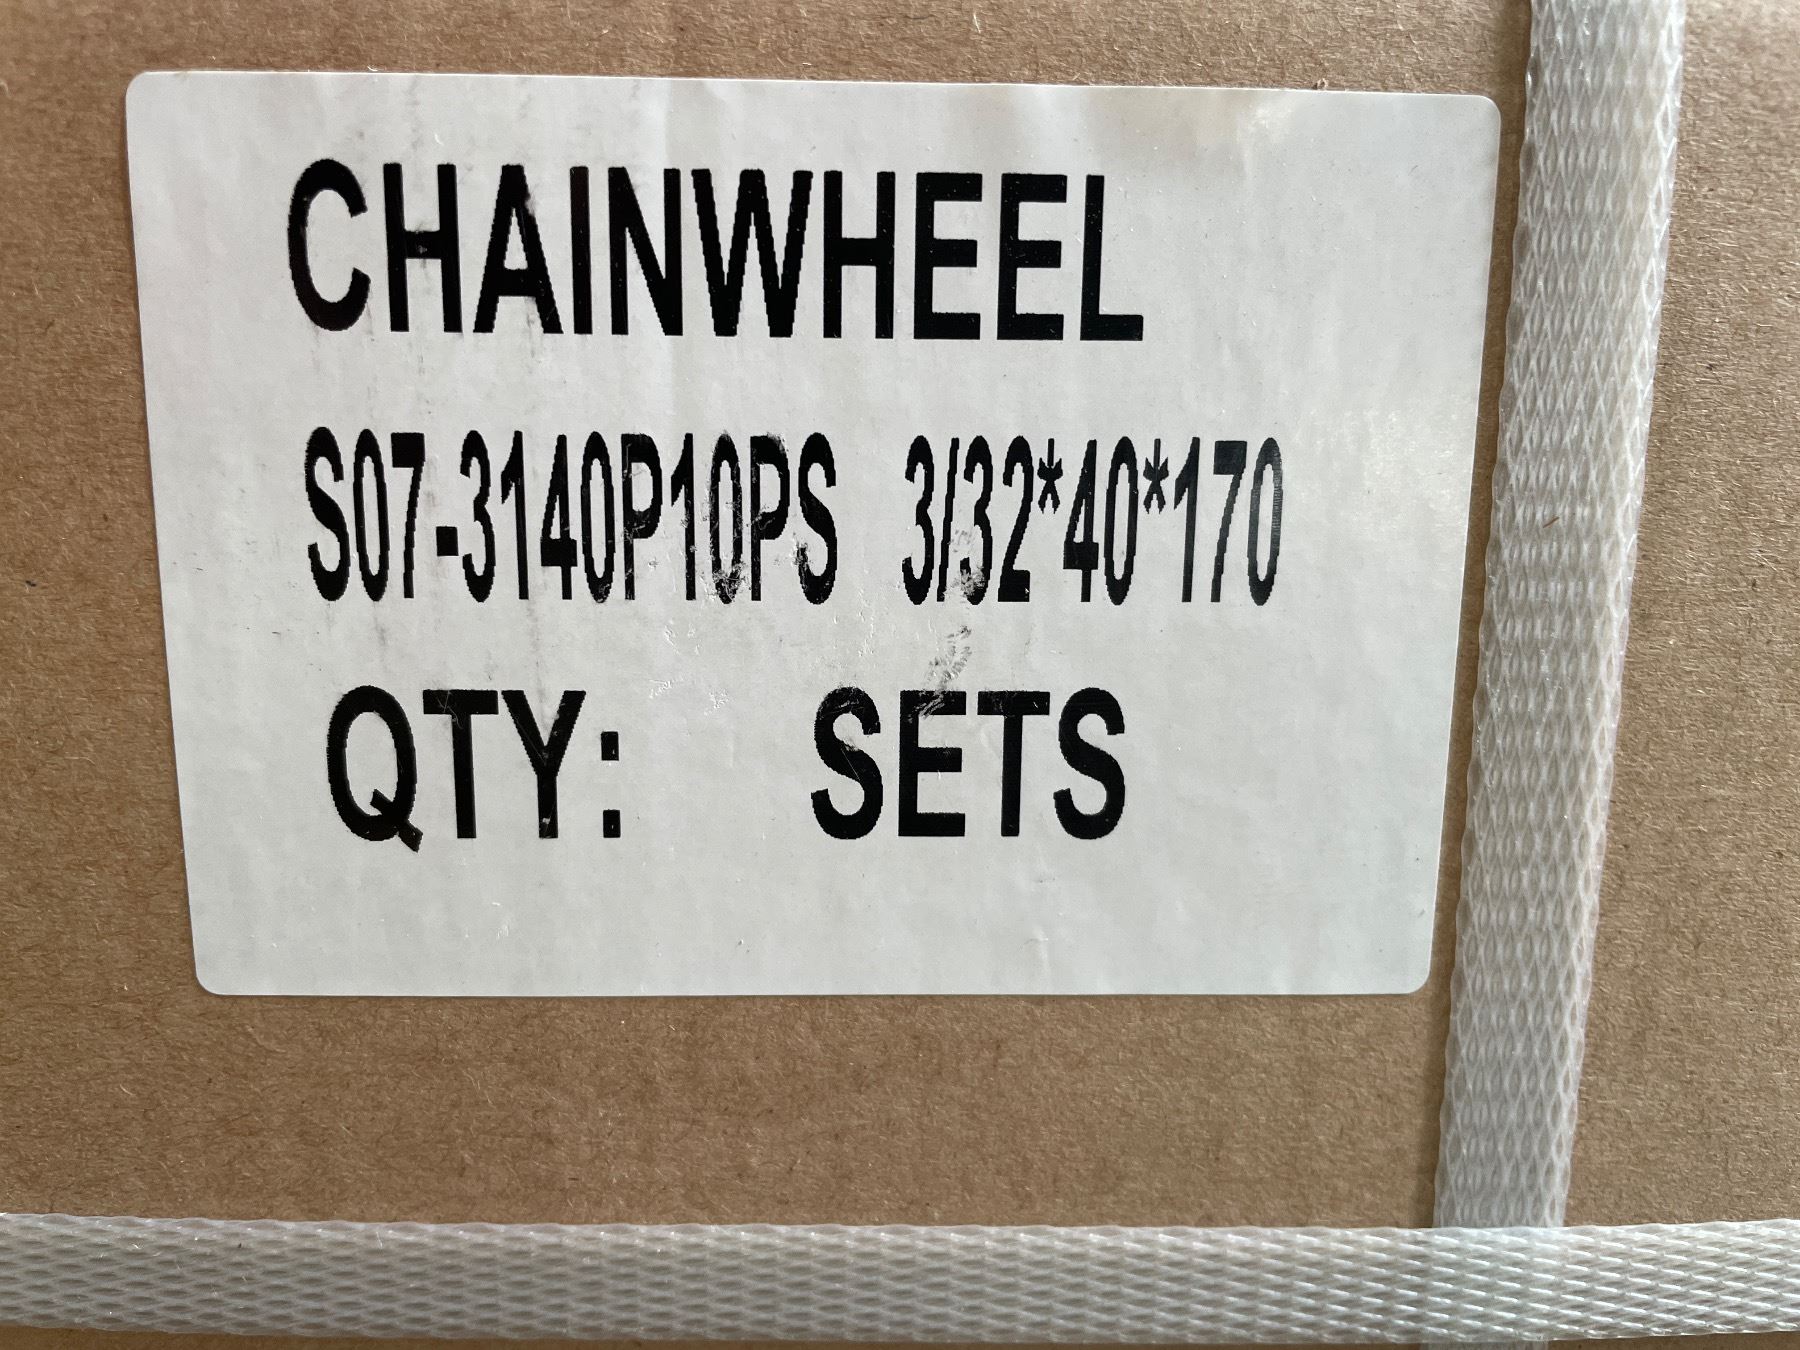 CHAINWHEEL
S07-3140P10PS 3/32*40*170
QTY: SETS